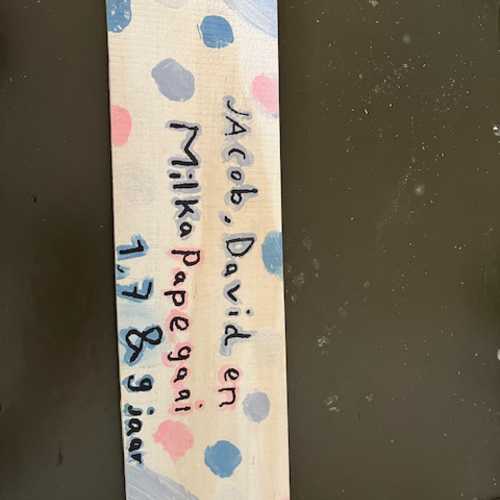 JAcob, David en
Milka Papegaai
1, 7 & 9 jaar